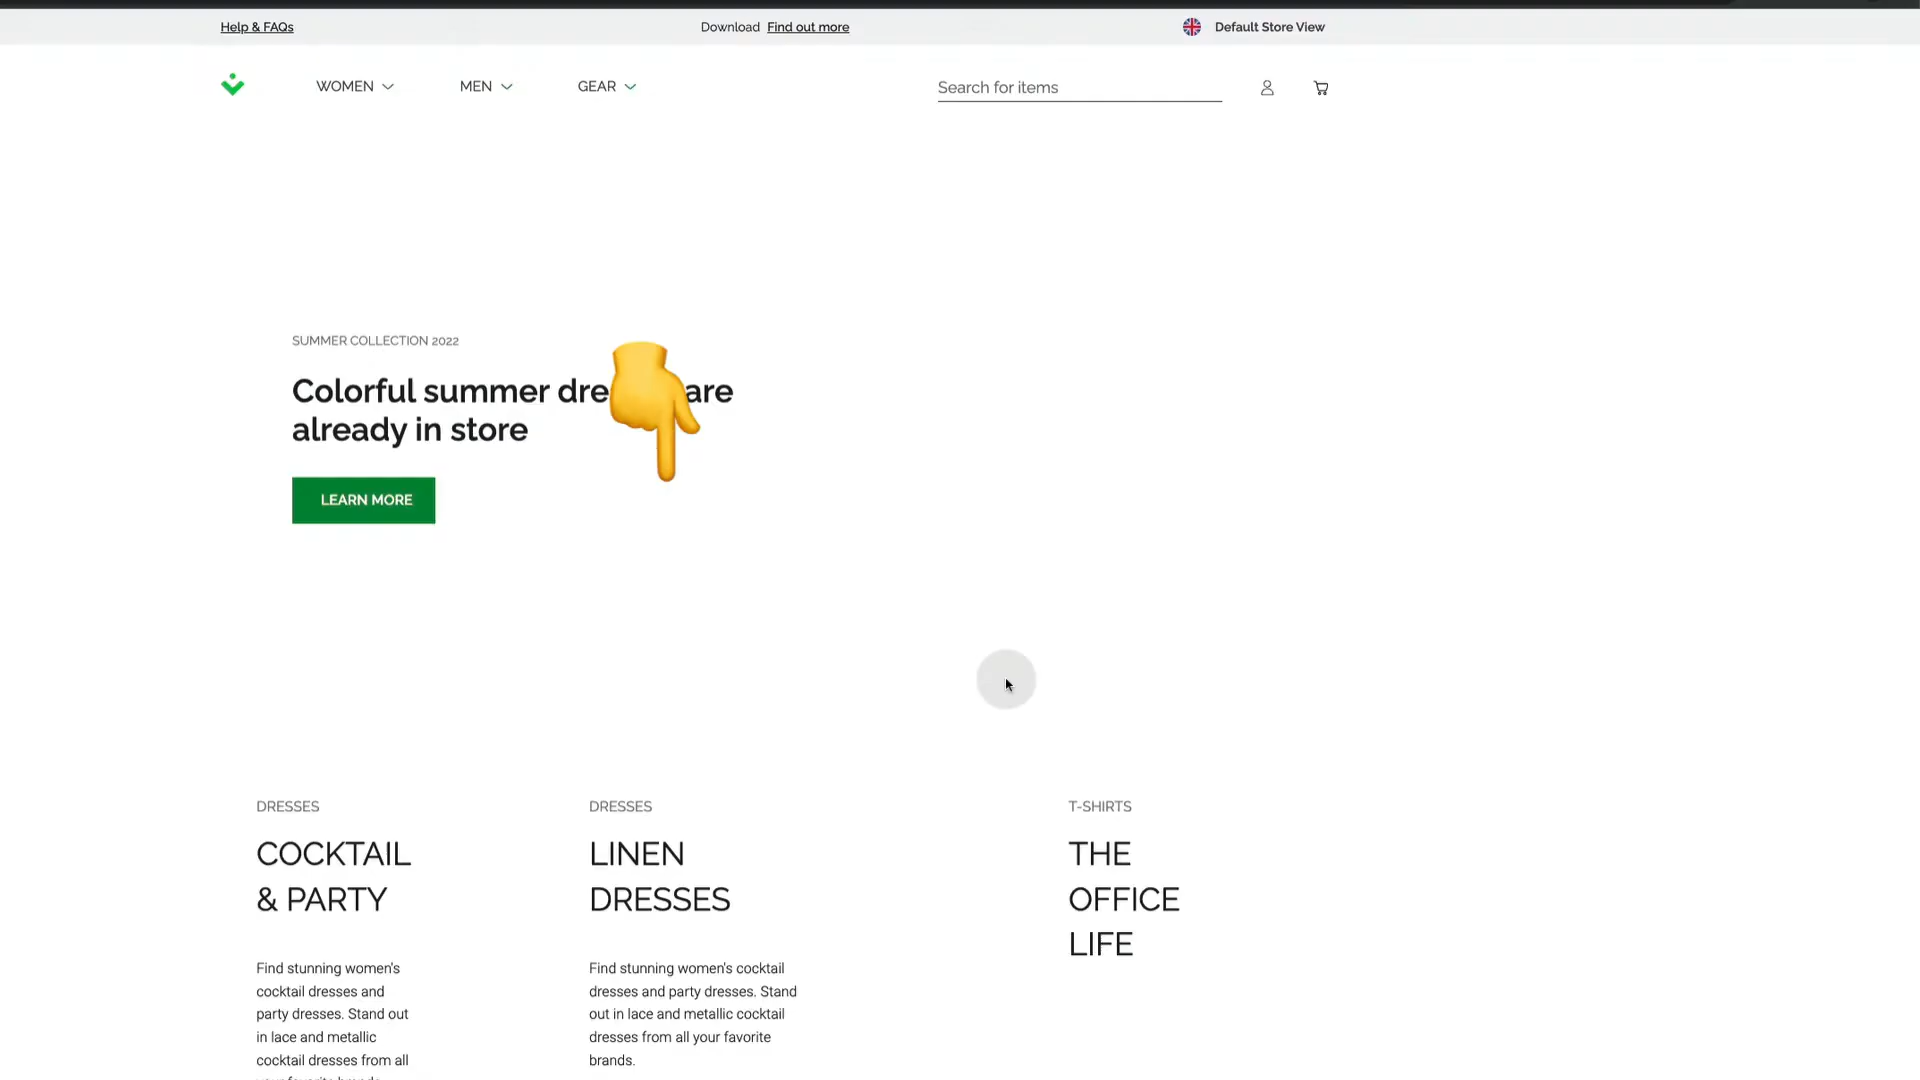 Help & FAQs
Download Find out more
Default Store View
WOMEN
MEN
GEAR
Search for items
SUMMER COLLECTION 2022
Colorful summer are
already in store
LEARN MORE
DRESSES
COCKTAIL
& PARTY
Find stunning women's
cocktail dresses and
party dresses. Stand out
in lace and metallic
cocktail dresses from all
DRESSES
LINEN
DRESSES
Find stunning women's cocktail
dresses and party dresses. Stand
out in lace and metallic cocktail
dresses from all your favorite
brands.
T-SHIRTS
THE
OFFICE
LIFE